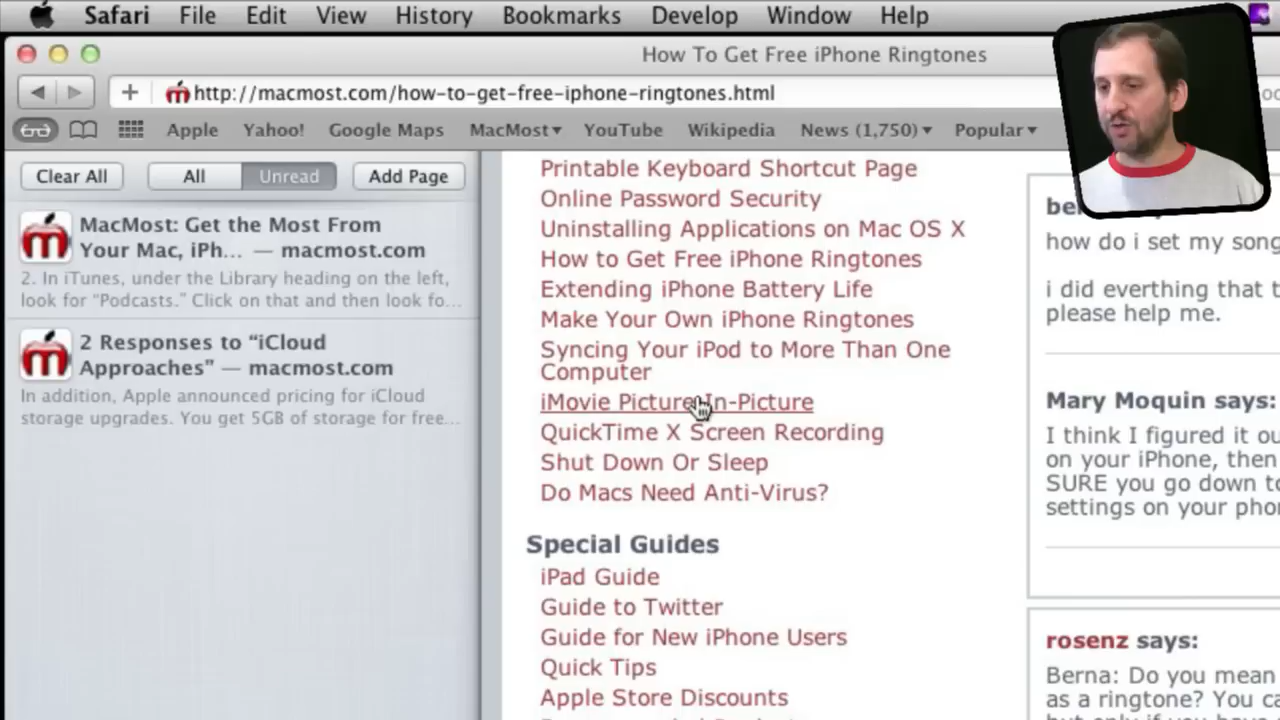 Safari File Edit View History Bookmarks Develop Window Help
How To Get Free iPhone Ringtones
http://macmost.com/how-to-get-free-iphone-ringtones.html
Apple Yahoo! Google Maps MacMost YouTube Wikipedia News (1,750) Popular
Clear All All Unread Add Page
MacMost: Get the Most From
Your Mac, iPh... — macmost.com
2. In iTunes, under the Library heading on the left,
look for “Podcasts.” Click on that and then look fo...
2 Responses to “iCloud
Approaches” — macmost.com
In addition, Apple announced pricing for iCloud
storage upgrades. You get 5GB of storage for free...
Printable Keyboard Shortcut Page
Online Password Security
Uninstalling Applications on Mac OS X
How to Get Free iPhone Ringtones
Extending iPhone Battery Life
Make Your Own iPhone Ringtones
Syncing Your iPod to More Than One
Computer
iMovie Picture-In-Picture
QuickTime X Screen Recording
Shut Down Or Sleep
Do Macs Need Anti-Virus?
Special Guides
iPad Guide
Guide to Twitter
Guide for New iPhone Users
Quick Tips
Apple Store Discounts
how do i set my song
i did everthing that t
please help me.
Mary Moquin says:
I think I figured it ou
on your iPhone, then
SURE you go down to
settings on your pho
rosenz says:
Berna: Do you mean
as a ringtone? You ca